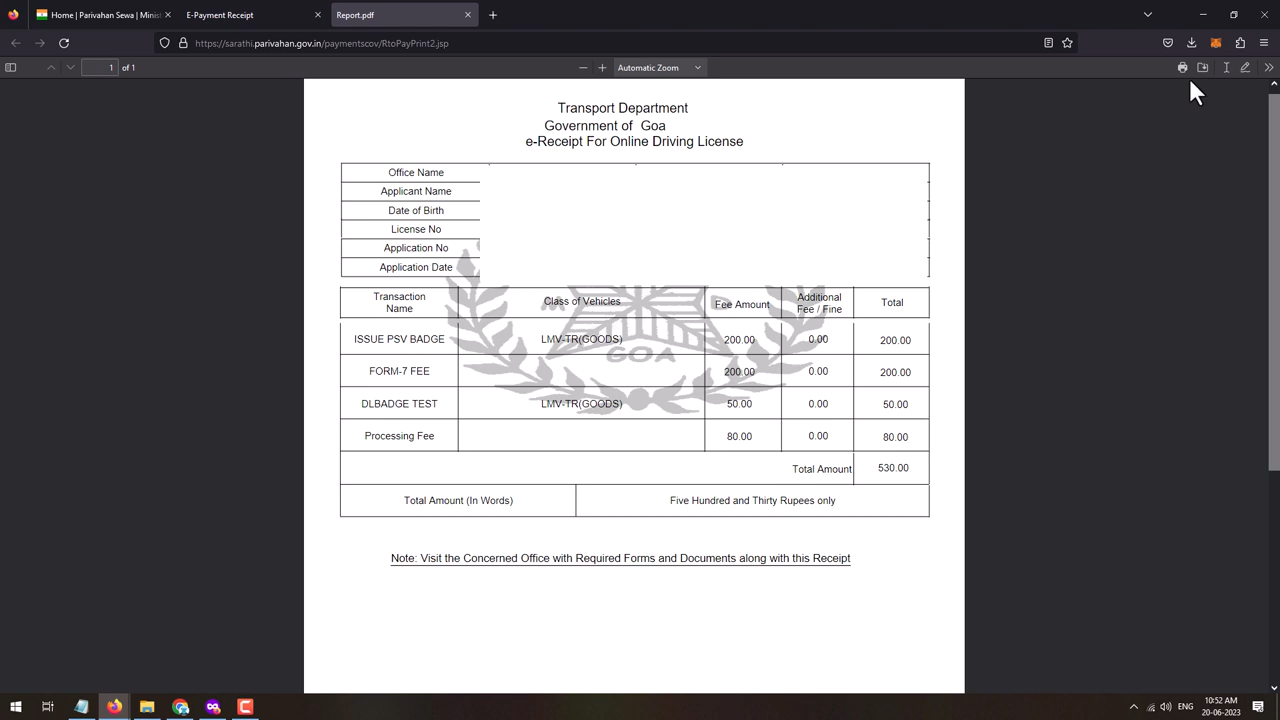 Home | Parivahan Sewa | Minist
E-Payment Receipt
Report.pdf
https://sarathi.parivahan.gov.in/paymentscov/RtoPayPrint2.jsp
1 of 1
Automatic Zoom
Transport Department
Government of Goa
e-Receipt For Online Driving License
Office Name
Applicant Name
Date of Birth
License No
Application No
Application Date
Transaction Name Class of Vehicles Fee Amount Additional Fee / Fine Total
ISSUE PSV BADGE LMV-TR(GOODS) 200.00 0.00 200.00
FORM-7 FEE 200.00 0.00 200.00
DLBADGE TEST LMV-TR(GOODS) 50.00 0.00 50.00
Processing Fee 80.00 0.00 80.00
Total Amount 530.00
Total Amount (In Words) Five Hundred and Thirty Rupees only
GOA
Note: Visit the Concerned Office with Required Forms and Documents along with this Receipt
ENG
10:52 AM
20-06-2023